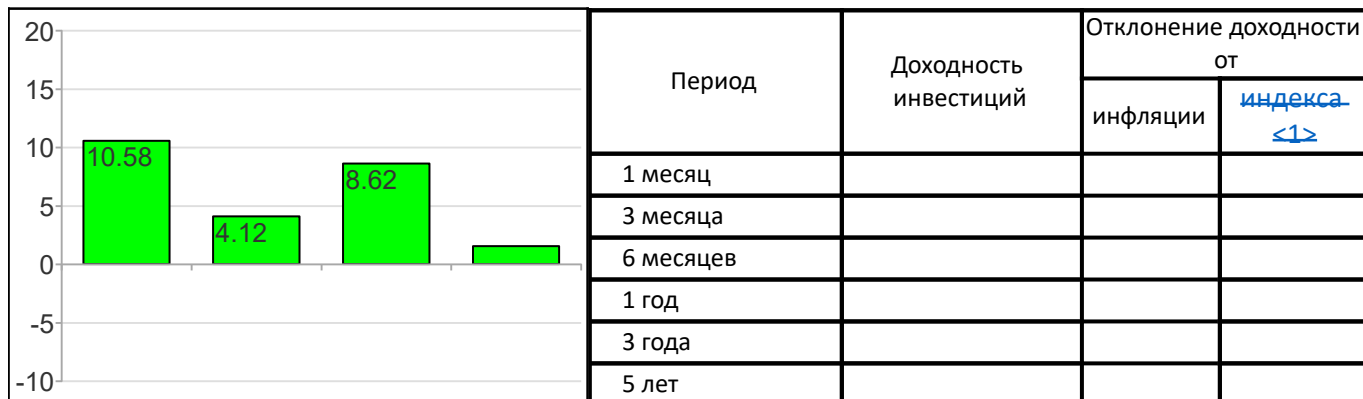 20
15
10
5
0
-5
-10
10.58
4.12
8.62
Период
Доходность
инвестиций
Отклонение доходности
от
инфляции
индекса
<1>
1 месяц
3 месяца
6 месяцев
1 год
3 года
5 лет